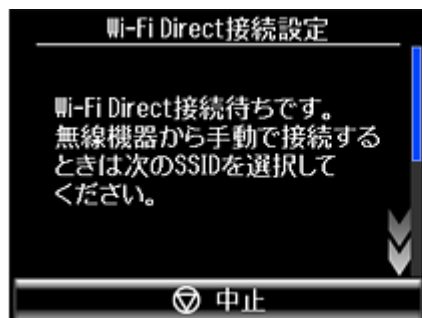 Wi-Fi Direct接続設定
Wi-Fi Direct接続待ちです。
無線機器から手動で接続する
ときは次のSSIDを選択して
ください。
中止